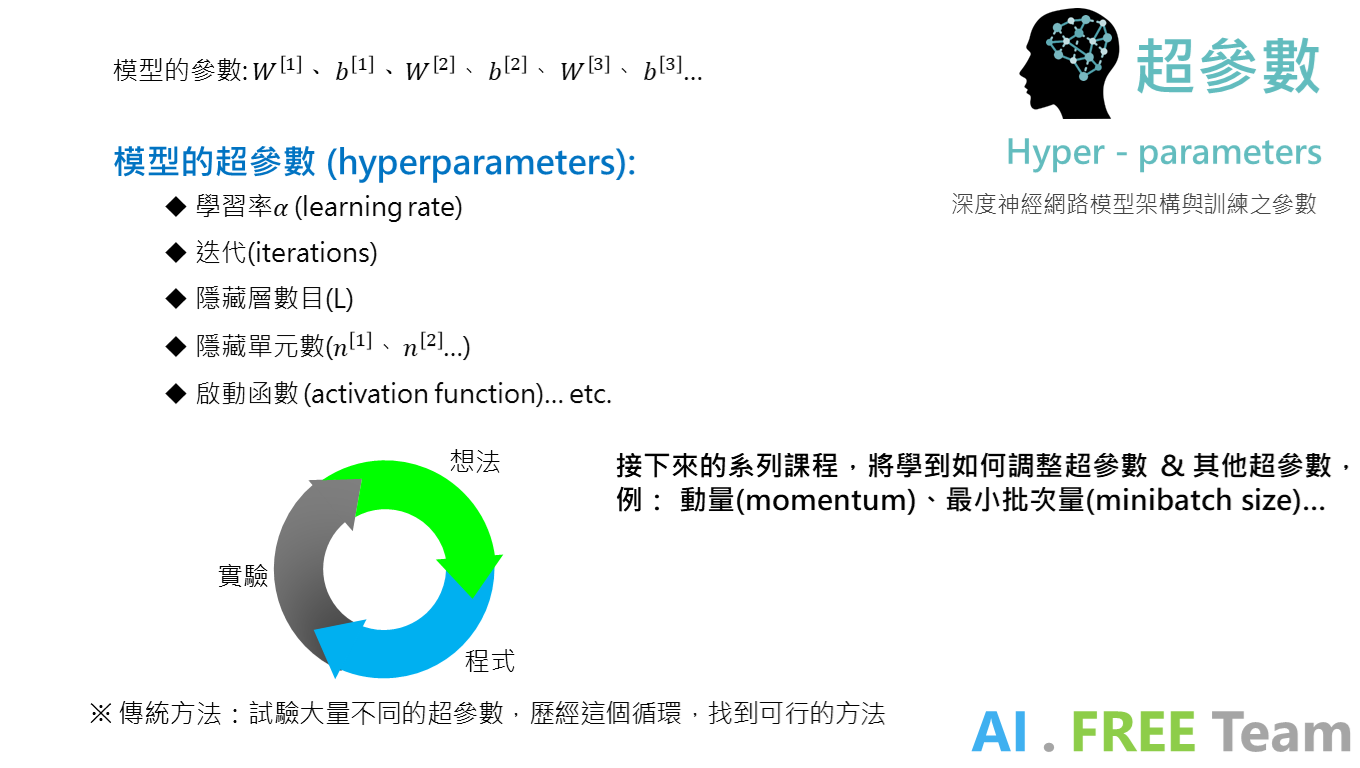 模型的參數: W^[1]、 b^[1]、W^[2]、 b^[2]、 W^[3]、 b^[3]…
超參數
Hyper - parameters
深度神經網路模型架構與訓練之參數
模型的超參數 (hyperparameters):
◆ 學習率α (learning rate)
◆ 迭代(iterations)
◆ 隱藏層數目(L)
◆ 隱藏單元數(n^[1]、 n^[2]…)
◆ 啟動函數 (activation function)… etc.
想法
實驗
程式
接下來的系列課程，將學到如何調整超參數 & 其他超參數，
例： 動量(momentum)、最小批次量(minibatch size)…
※ 傳統方法：試驗大量不同的超參數，歷經這個循環，找到可行的方法
AI . FREE Team